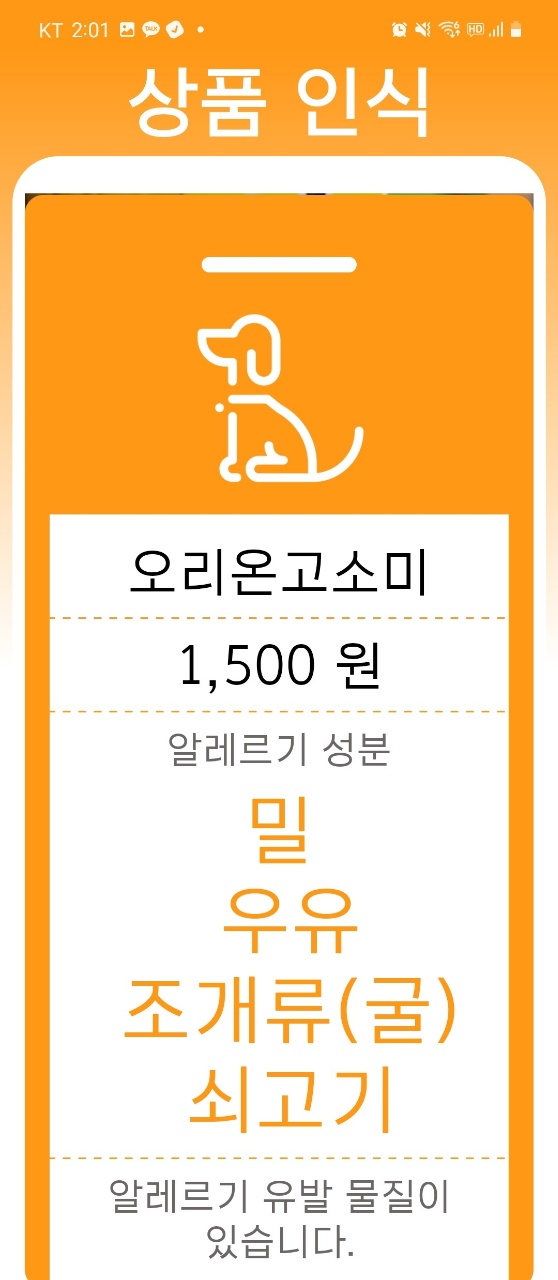 KT 2:01
TALK
HD
상품 인식
오리온고소미
1,500 원
알레르기 성분
밀
우유
조개류(굴)
쇠고기
알레르기 유발 물질이
있습니다.